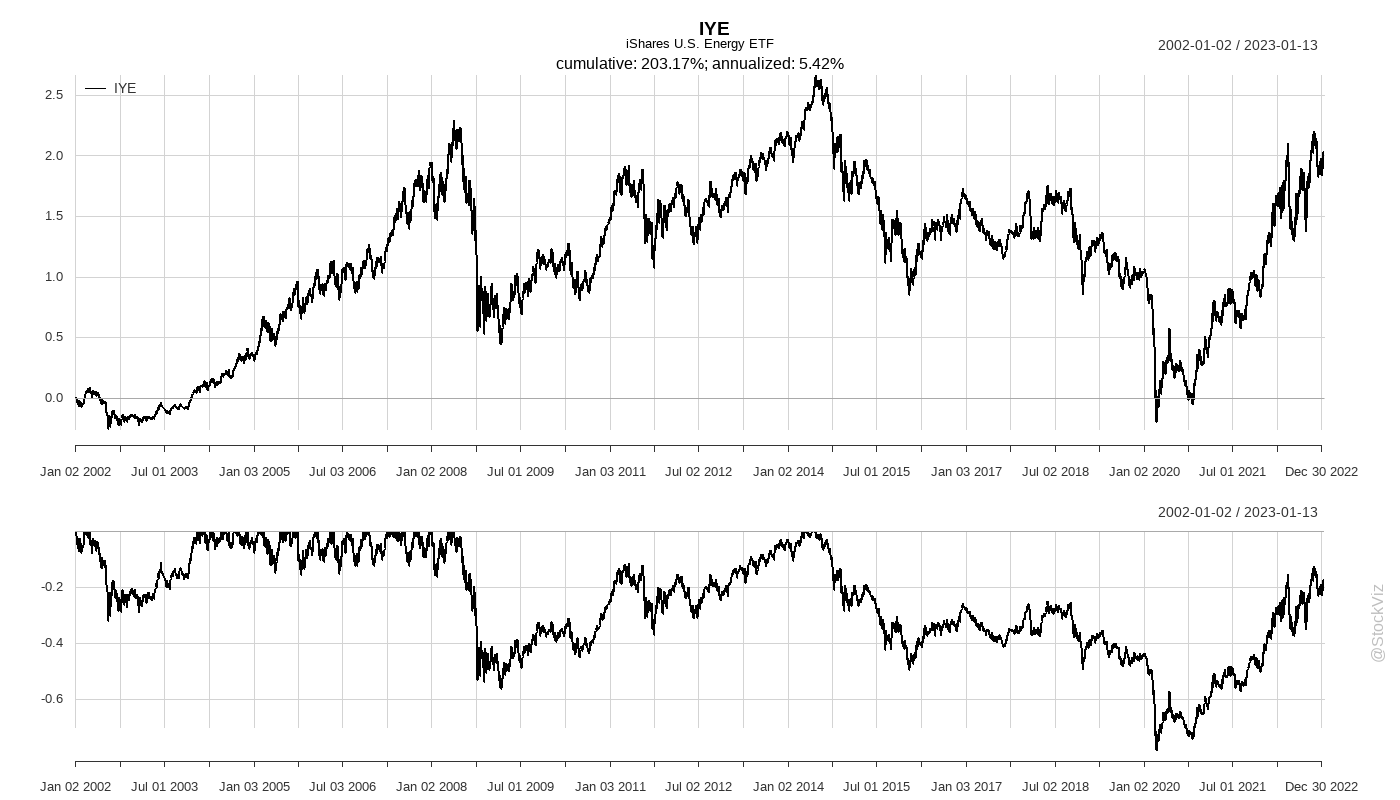 IYE
iShares U.S. Energy ETF
cumulative: 203.17%; annualized: 5.42%
2002-01-02 / 2023-01-13
IYE
2.5
2.0
1.5
1.0
0.5
0.0
Jan 02 2002 Jul 01 2003 Jan 03 2005 Jul 03 2006 Jan 02 2008 Jul 01 2009 Jan 03 2011 Jul 02 2012 Jan 02 2014 Jul 01 2015 Jan 03 2017 Jul 02 2018 Jan 02 2020 Jul 01 2021 Dec 30 2022
2002-01-02 / 2023-01-13
-0.2
-0.4
-0.6
Jan 02 2002 Jul 01 2003 Jan 03 2005 Jul 03 2006 Jan 02 2008 Jul 01 2009 Jan 03 2011 Jul 02 2012 Jan 02 2014 Jul 01 2015 Jan 03 2017 Jul 02 2018 Jan 02 2020 Jul 01 2021 Dec 30 2022
@StockViz